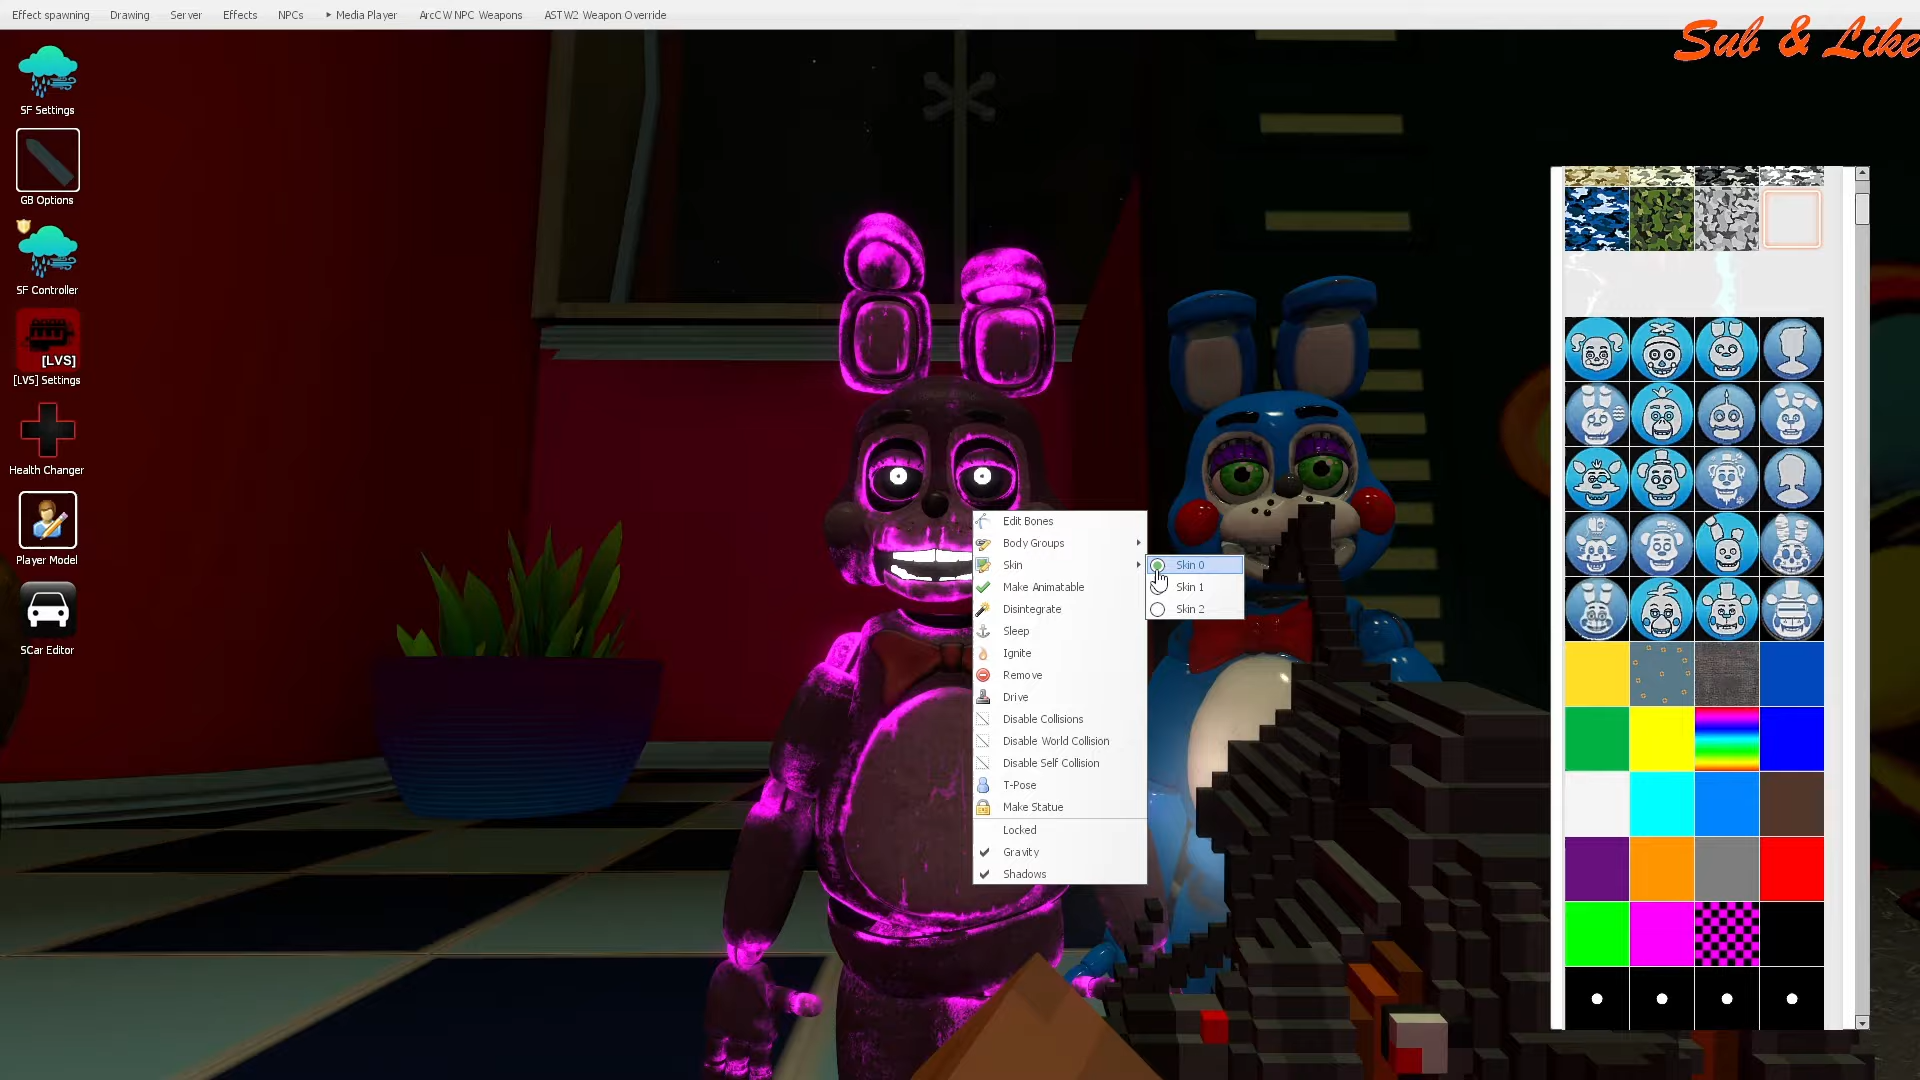 Effect spawning Drawing Server Effects NPCs Media Player ArcCW NPC Weapons ASTW2 Weapon Override
Sub & Like
SF Settings
GB Options
SF Controller
[LVS]
[LVS] Settings
Health Changer
Player Model
SCar Editor
Edit Bones
Body Groups
Skin
Make Animatable
Disintegrate
Sleep
Ignite
Remove
Drive
Disable Collisions
Disable World Collision
Disable Self Collision
T-Pose
Make Statue
Locked
Gravity
Shadows
Skin 0
Skin 1
Skin 2